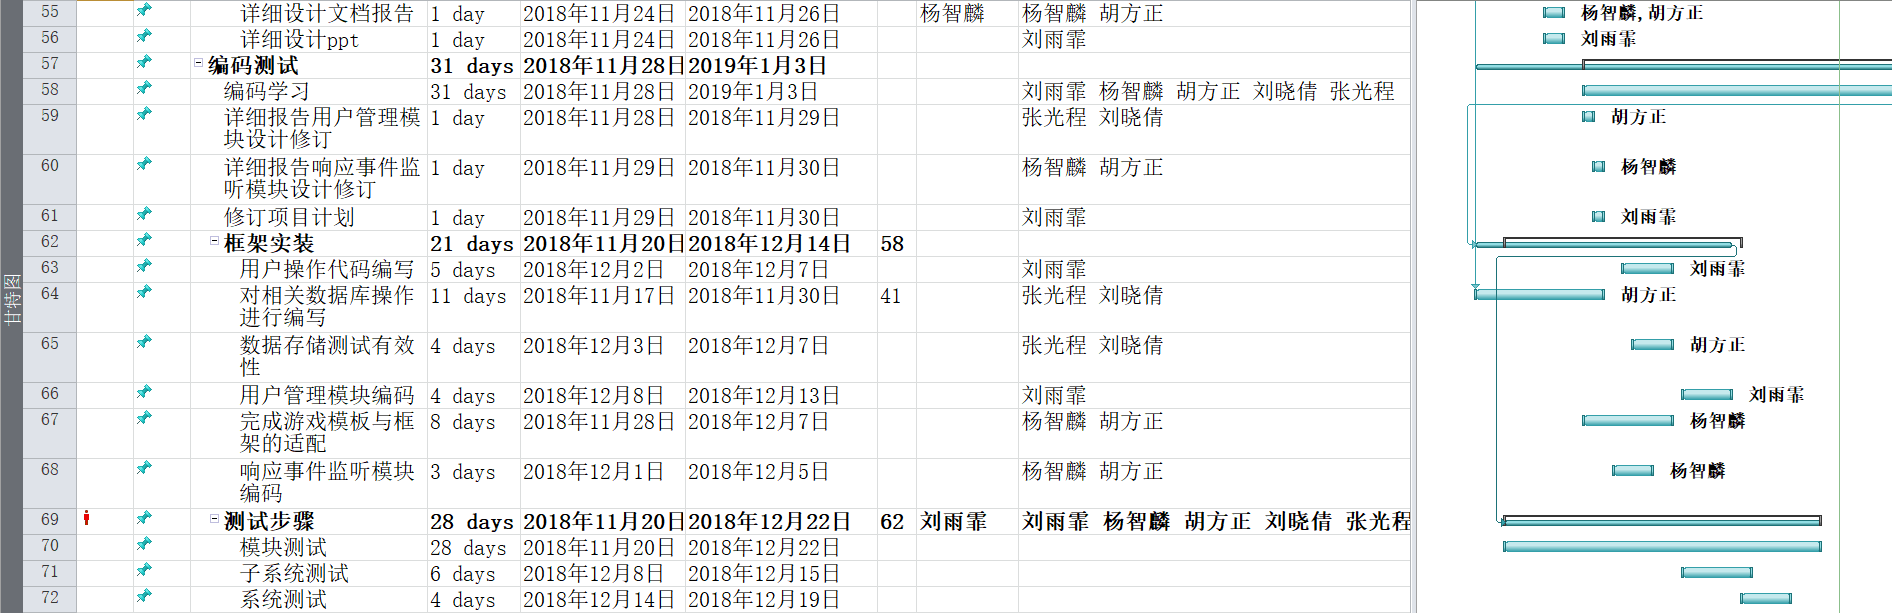 55 详细设计文档报告 1 day 2018年11月24日 2018年11月26日 杨智麟 杨智麟 胡方正 杨智麟,胡方正
56 详细设计ppt 1 day 2018年11月24日 2018年11月26日 刘雨霏 刘雨霏
57 编码测试 31 days 2018年11月28日 2019年1月3日
58 编码学习 31 days 2018年11月28日 2019年1月3日 刘雨霏 杨智麟 胡方正 刘晓倩 张光程
59 详细报告用户管理模 1 day 2018年11月28日 2018年11月29日 张光程 刘晓倩 胡方正
块设计修订
60 详细报告响应事件监 1 day 2018年11月29日 2018年11月30日 杨智麟 胡方正 杨智麟
听模块设计修订
61 修订项目计划 1 day 2018年11月29日 2018年11月30日 刘雨霏 刘雨霏
62 框架实装 21 days 2018年11月20日 2018年12月14日 58
63 用户操作代码编写 5 days 2018年12月2日 2018年12月7日 刘雨霏 刘雨霏
64 对相关数据库操作 11 days 2018年11月17日 2018年11月30日 41 张光程 刘晓倩 胡方正
进行编写
65 数据存储测试有效 4 days 2018年12月3日 2018年12月7日 张光程 刘晓倩 胡方正
性
66 用户管理模块编码 4 days 2018年12月8日 2018年12月13日 刘雨霏 刘雨霏
67 完成游戏模板与框 8 days 2018年11月28日 2018年12月7日 杨智麟 胡方正 杨智麟
架的适配
68 响应事件监听模块 3 days 2018年12月1日 2018年12月5日 杨智麟 胡方正 杨智麟
编码
69 测试步骤 28 days 2018年11月20日 2018年12月22日 62 刘雨霏 刘雨霏 杨智麟 胡方正 刘晓倩 张光程
70 模块测试 28 days 2018年11月20日 2018年12月22日
71 子系统测试 6 days 2018年12月8日 2018年12月15日
72 系统测试 4 days 2018年12月14日 2018年12月19日
甘特图